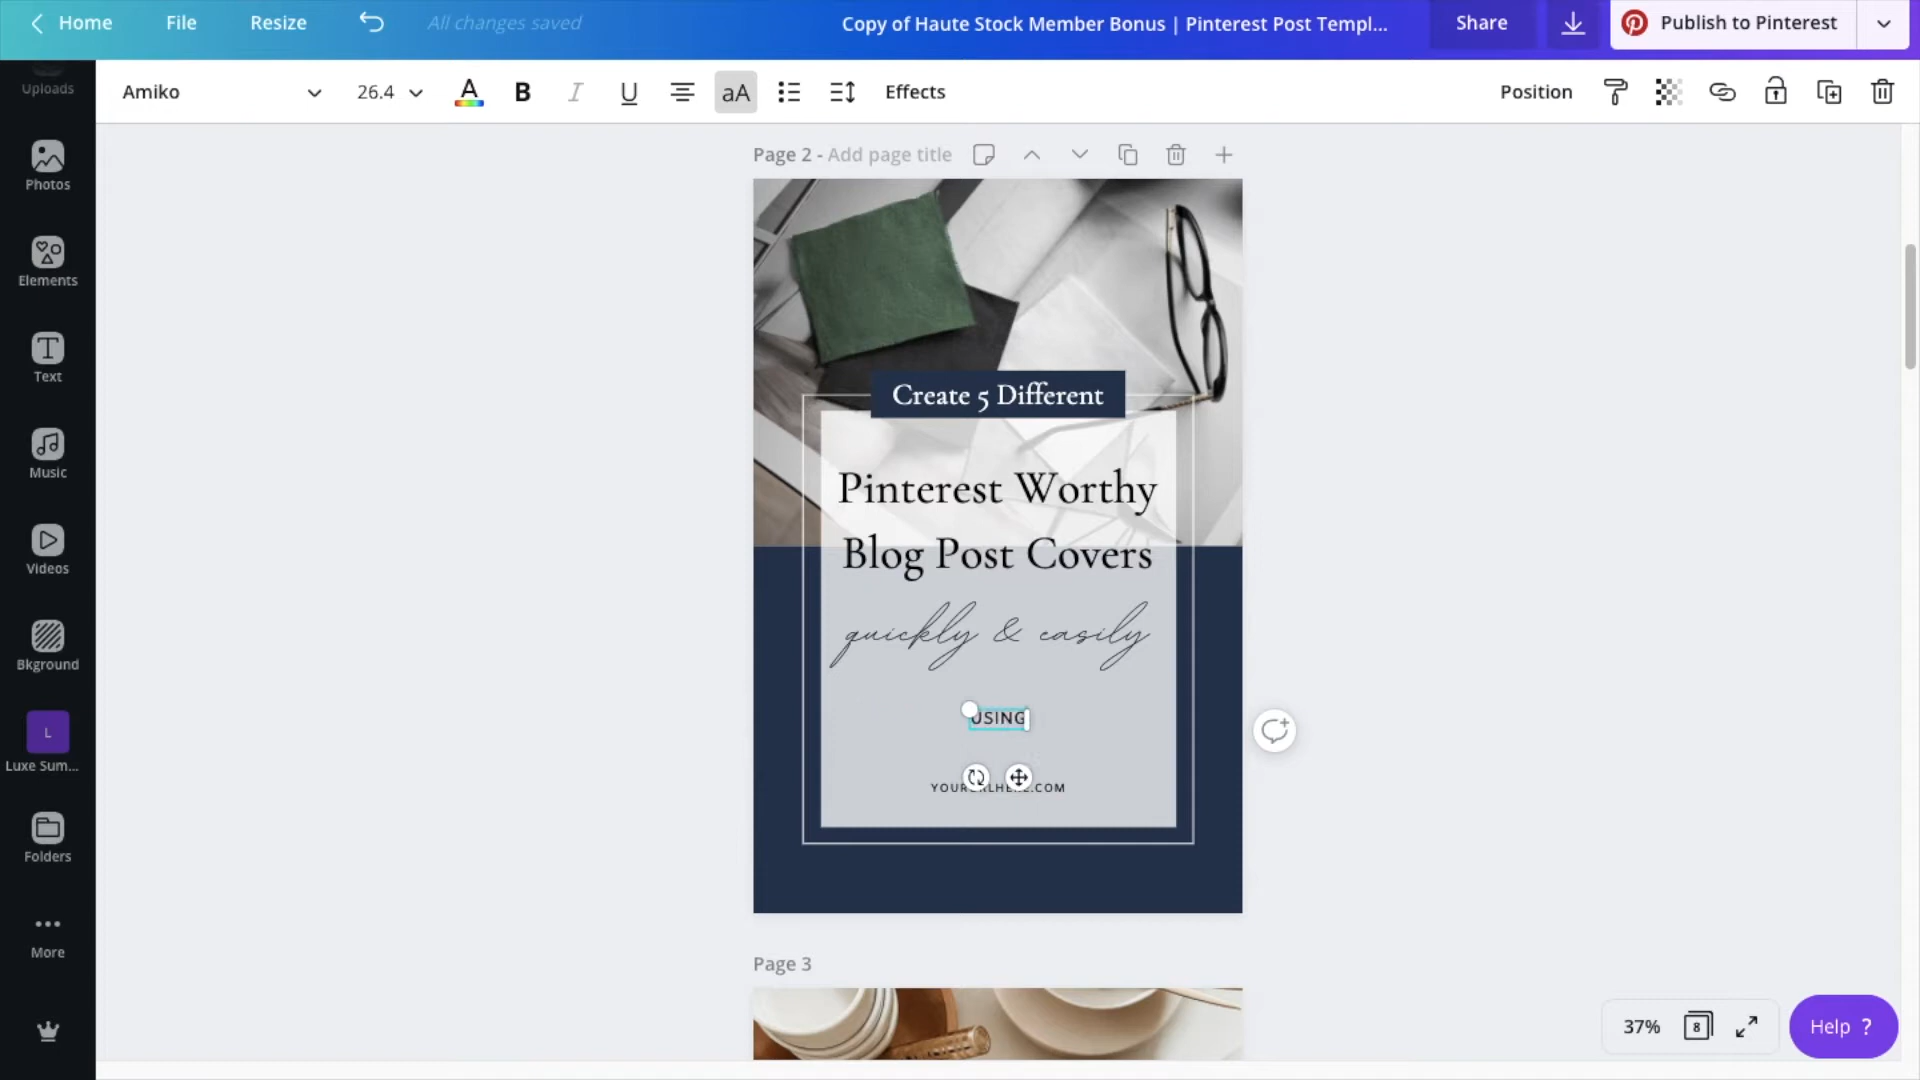 Home File Resize All changes saved Copy of Haute Stock Member Bonus | Pinterest Post Templ... Share Publish to Pinterest
Uploads
Amiko 26.4 A B I U aA Effects Position
Page 2 - Add page title
Photos
Elements
Text
Music
Videos
Bkground
L
Luxe Sum...
Folders
More
Create 5 Different
Pinterest Worthy
Blog Post Covers
quickly & easily
USING
Page 3
37% 8 Help ?